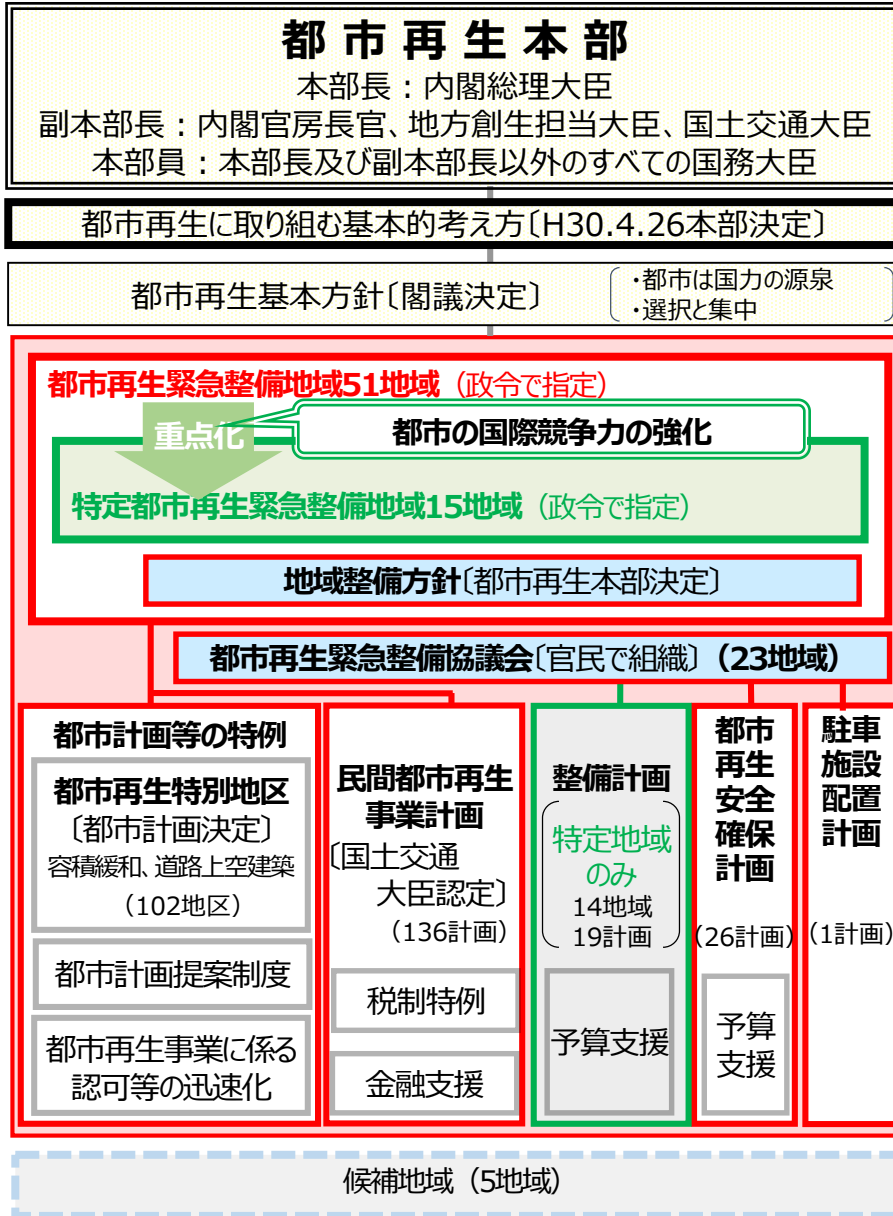 都市再生本部
本部長：内閣総理大臣
副本部長：内閣官房長官、地方創生担当大臣、国土交通大臣
本部員：本部長及び副本部長以外のすべての国務大臣
都市再生に取り組む基本的考え方〔H30.4.26本部決定〕
都市再生基本方針〔閣議決定〕
・都市は国力の源泉
・選択と集中
都市再生緊急整備地域51地域（政令で指定）
重点化
都市の国際競争力の強化
特定都市再生緊急整備地域15地域（政令で指定）
地域整備方針〔都市再生本部決定〕
都市再生緊急整備協議会〔官民で組織〕（23地域）
都市計画等の特例
都市再生特別地区
〔都市計画決定〕
容積緩和、道路上空建築
（102地区）
都市計画提案制度
都市再生事業に係る
認可等の迅速化
民間都市再生
事業計画
〔国土交通
大臣認定〕
（136計画）
税制特例
金融支援
整備計画
特定地域
のみ
14地域
19計画
予算支援
都市
再生
安全
確保
計画
（26計画）
予算
支援
駐車
施設
配置
計画
（1計画）
候補地域（5地域）